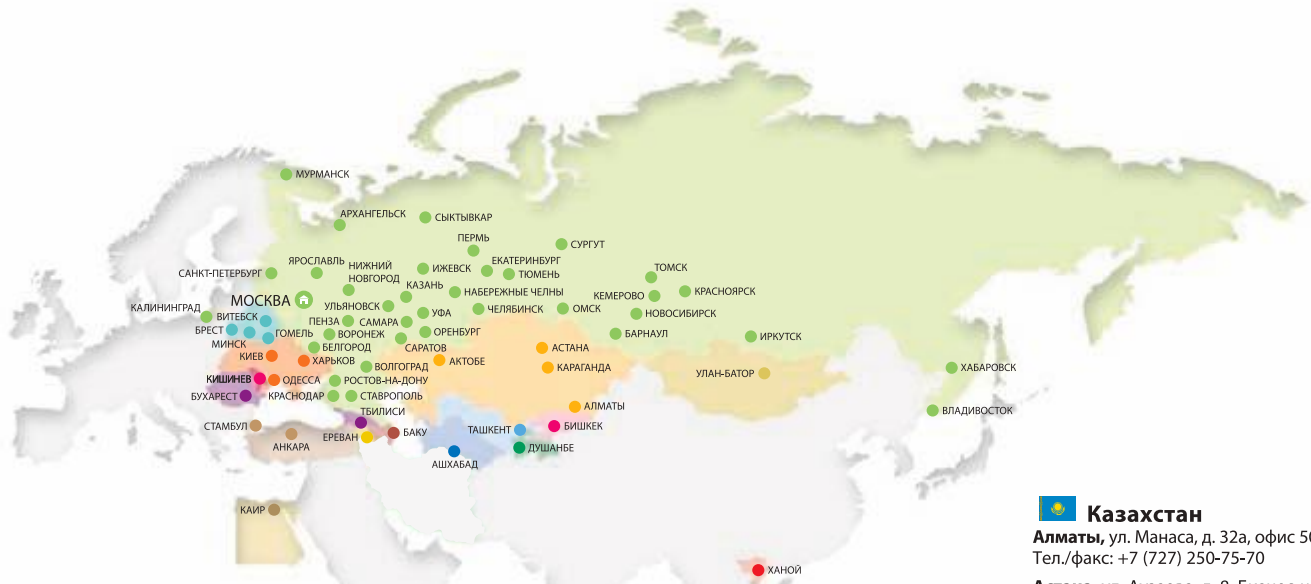 МУРМАНСК
АРХАНГЕЛЬСК
СЫКТЫВКАР
ПЕРМЬ
СУРГУТ
САНКТ-ПЕТЕРБУРГ
ЯРОСЛАВЛЬ
НИЖНИЙ
НОВГОРОД
ИЖЕВСК
ЕКАТЕРИНБУРГ
ТЮМЕНЬ
ТОМСК
КАЗАНЬ
НАБЕРЕЖНЫЕ ЧЕЛНЫ
КЕМЕРОВО
КРАСНОЯРСК
МОСКВА
КАЛИНИНГРАД
ВИТЕБСК
УЛЬЯНОВСК
УФА
ЧЕЛЯБИНСК
ОМСК
НОВОСИБИРСК
БРЕСТ
ГОМЕЛЬ
ПЕНЗА
САМАРА
ВОРОНЕЖ
ОРЕНБУРГ
БАРНАУЛ
ИРКУТСК
МИНСК
БЕЛГОРОД
САРАТОВ
АСТАНА
КИЕВ
ХАРЬКОВ
ВОЛГОГРАД
АКТОБЕ
КАРАГАНДА
УЛАН-БАТОР
ХАБАРОВСК
КИШИНЕВ
ОДЕССА
РОСТОВ-НА-ДОНУ
БУХАРЕСТ
КРАСНОДАР
СТАВРОПОЛЬ
АЛМАТЫ
ВЛАДИВОСТОК
ТБИЛИСИ
СТАМБУЛ
АНКАРА
ЕРЕВАН
БАКУ
ТАШКЕНТ
БИШКЕК
АШХАБАД
ДУШАНБЕ
КАИР
ХАНОЙ
Казахстан
Алматы, ул. Манаса, д. 32а, офис
Тел./факс: +7 (727) 250-75-70